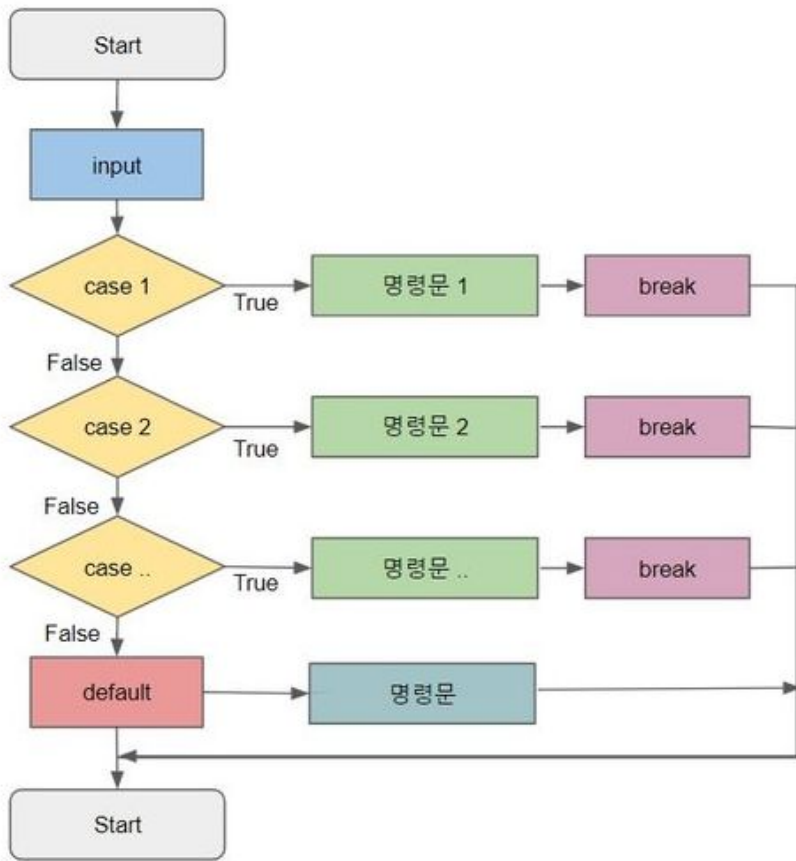 Start
input
case 1
True
명령문 1
break
False
case 2
True
명령문 2
break
False
case ..
True
명령문 ..
break
False
default
명령문
Start